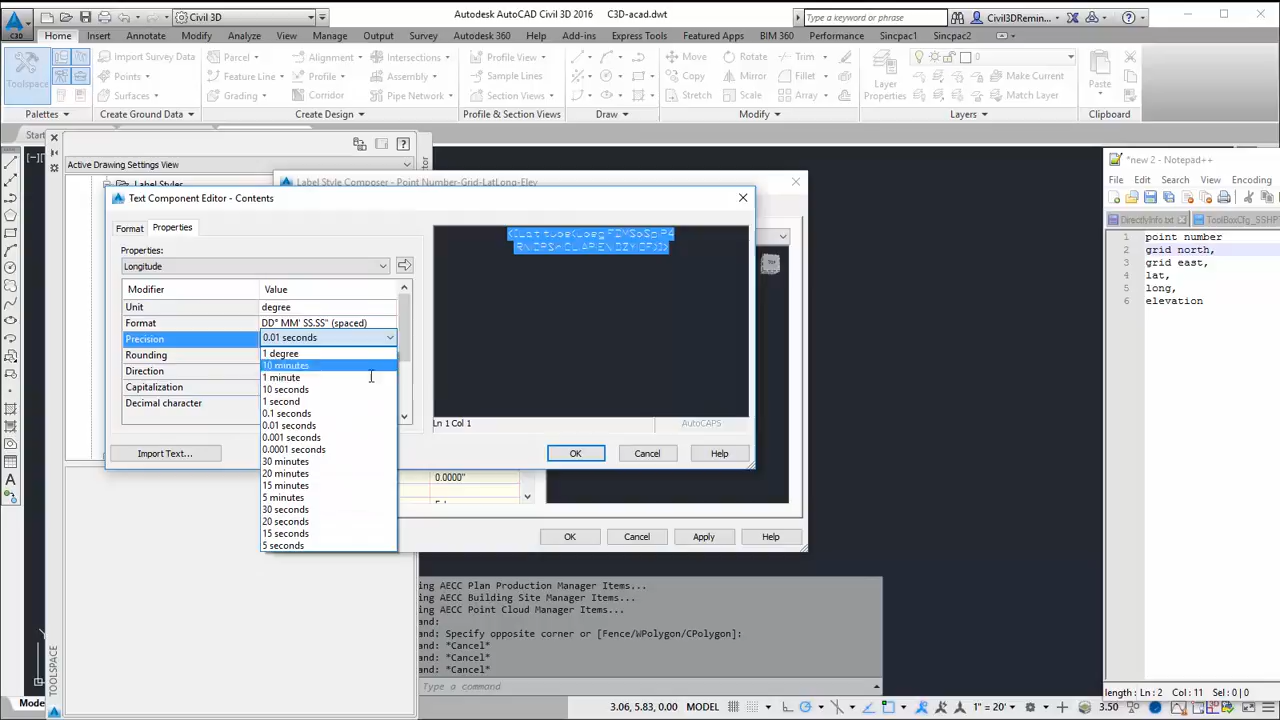 C3D
Civil 3D
Autodesk AutoCAD Civil 3D 2016 C3D-acad.dwt
Type a keyword or phrase
Civil3DRemin...
Home Insert Annotate Modify Analyze View Manage Output Survey Autodesk 360 Help Add-ins Express Tools Featured Apps BIM 360 Performance Sincpac1 Sincpac2
Toolspace
Palettes
Import Survey Data
Points
Surfaces
Create Ground Data
Parcel
Feature Line
Grading
Alignment
Profile
Corridor
Intersections
Assembly
Pipe Network
Create Design
Profile View
Sample Lines
Section Views
Profile & Section Views
Draw
Move
Copy
Stretch
Rotate
Mirror
Scale
Trim
Fillet
Array
Modify
0
Layer Properties
Make Current
Match Layer
Layers
Paste
Clipboard
Start
Active Drawing Settings View
Label Styles
Label Style Composer - Point Number-Grid-LatLong-Elev
Text Component Editor - Contents
Format Properties
Properties:
Longitude
Modifier Value
Unit degree
Format DD° MM' SS.SS" (spaced)
Precision 0.01 seconds
Rounding
Direction
Capitalization
Decimal character
1 degree
10 minutes
1 minute
10 seconds
1 second
0.1 seconds
0.01 seconds
0.001 seconds
0.0001 seconds
30 minutes
20 minutes
15 minutes
5 minutes
30 seconds
20 seconds
15 seconds
5 seconds
Import Text...
Ln 1 Col 1
AutoCAPS
OK Cancel Help
TOP
0.0000"
OK Cancel Apply Help
ing AECC Plan Production Manager Items...
ing AECC Building Site Manager Items...
ing AECC Point Cloud Manager Items...
and:
and: Specify opposite corner or [Fence/WPolygon/CPolygon]:
and: *Cancel*
and: *Cancel*
and: *Cancel*
Type a command
TOOLSPACE
Y
Mode
3.06, 5.83, 0.00 MODEL
1" = 20'
3.50
*new 2 - Notepad++
File Edit Search View Encoding
DirectlyInfo.txt ToolBoxCfg_SSHP
1 point number
2 grid north,
3 grid east,
4 lat,
5 long,
6 elevation
length : Ln : 2 Col : 11 Sel : 0 | 0